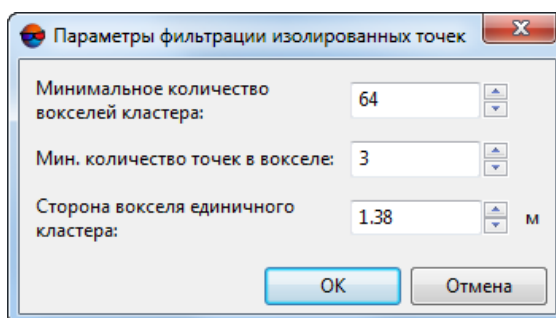 Параметры фильтрации изолированных точек
Минимальное количество
вокселей кластера:
64
Мин. количество точек в вокселе:
3
Сторона вокселя единичного
кластера:
1.38
м
OK
Отмена